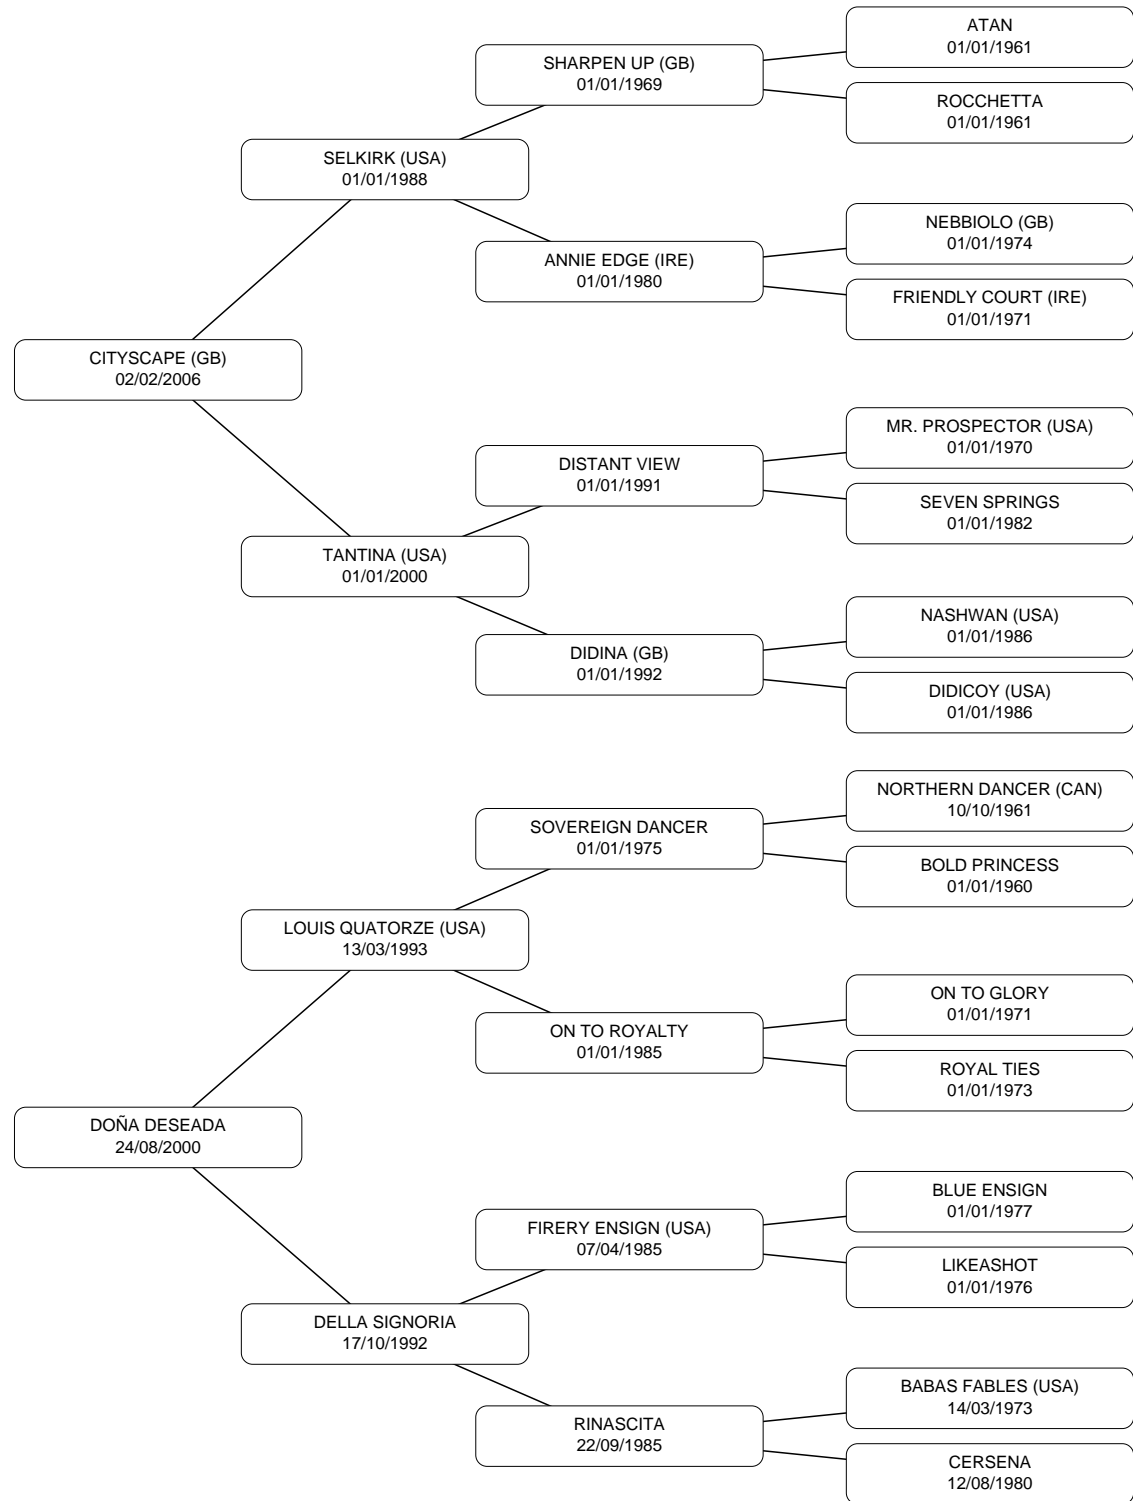 ATAN
01/01/1961
SHARPEN UP (GB)
01/01/1969
ROCCHETTA
01/01/1961
SELKIRK (USA)
01/01/1988
NEBBIOLO (GB)
01/01/1974
ANNIE EDGE (IRE)
01/01/1980
FRIENDLY COURT (IRE)
01/01/1971
CITYSCAPE (GB)
02/02/2006
MR. PROSPECTOR (USA)
01/01/1970
DISTANT VIEW
01/01/1991
SEVEN SPRINGS
01/01/1982
TANTINA (USA)
01/01/2000
NASHWAN (USA)
01/01/1986
DIDINA (GB)
01/01/1992
DIDICOY (USA)
01/01/1986
NORTHERN DANCER (CAN)
10/10/1961
SOVEREIGN DANCER
01/01/1975
BOLD PRINCESS
01/01/1960
LOUIS QUATORZE (USA)
13/03/1993
ON TO GLORY
01/01/1971
ON TO ROYALTY
01/01/1985
ROYAL TIES
01/01/1973
DOÑA DESEADA
24/08/2000
BLUE ENSIGN
01/01/1977
FIRERY ENSIGN (USA)
07/04/1985
LIKEASHOT
01/01/1976
DELLA SIGNORIA
17/10/1992
BABAS FABLES (USA)
14/03/1973
RINASCITA
22/09/1985
CERSENA
12/08/1980